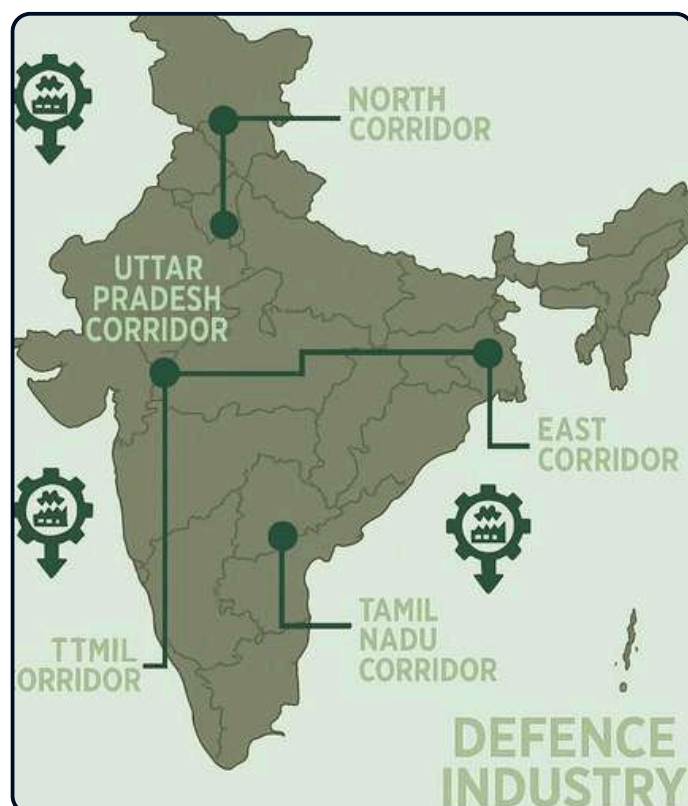 NORTH
CORRIDOR
UTTAR
PRADESH
CORRIDOR
EAST
CORRIDOR
TAMIL
NADU
CORRIDOR
TTMIL
ORRIDOR
DEFENCE
INDUSTRY